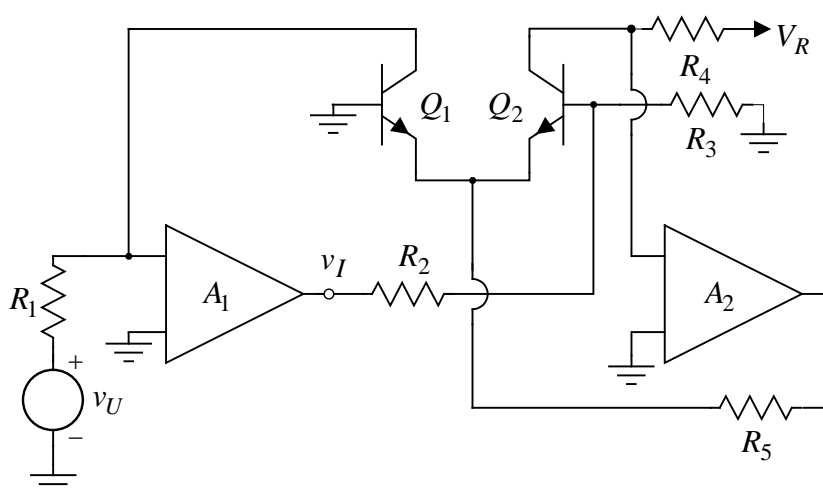 V_R
R_4
Q_1 Q_2
R_3
v_I R_2
R_1 A_1 A_2
+
v_U
−
R_5